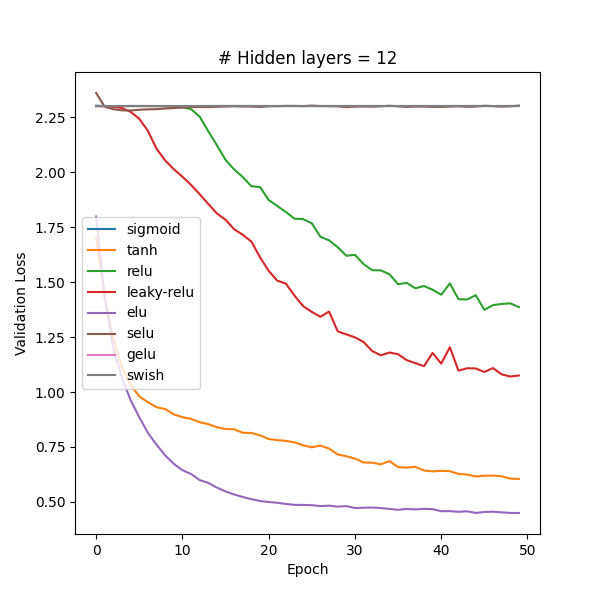 # Hidden layers = 12
Validation Loss
2.25
2.00
1.75
1.50
1.25
1.00
0.75
0.50
sigmoid
tanh
relu
leaky-relu
elu
selu
gelu
swish
0 10 20 30 40 50
Epoch